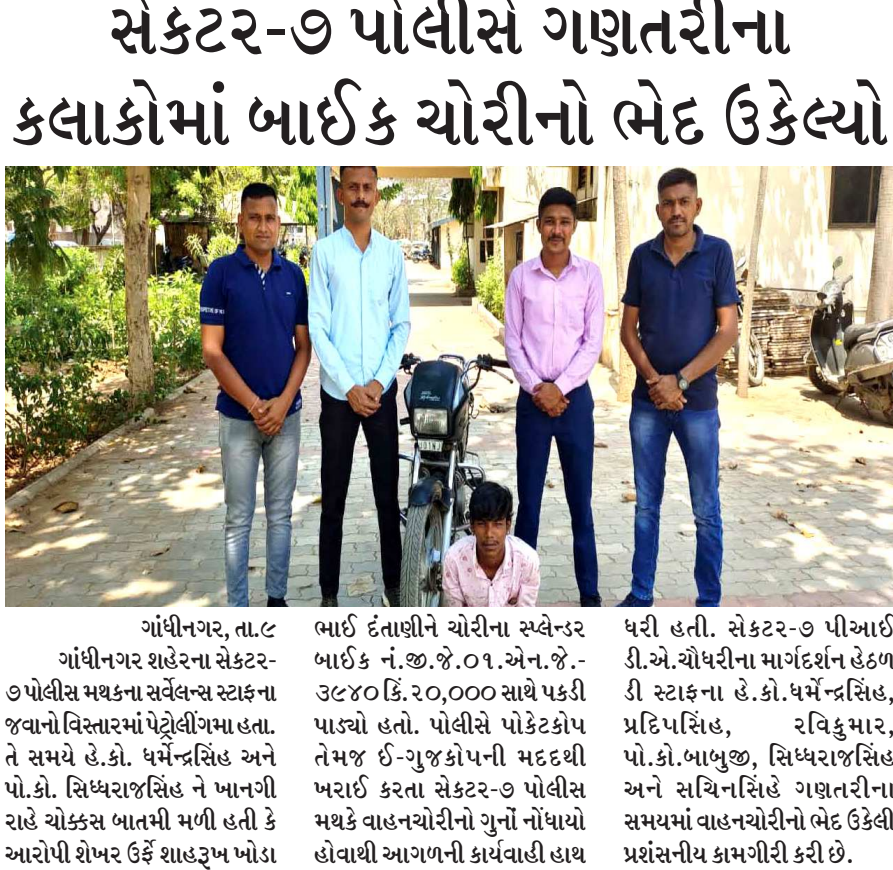 સેકટર-૭ પોલીસે ગણતરીના
કલાકોમાં બાઈક ચોરીનો ભેદ ઉકેલ્યો
ગાંધીનગર, તા.૯
ગાંધીનગર શહેરના સેકટર-
૭ પોલીસ મથકના સર્વેલન્સ સ્ટાફના
જવાનો વિસ્તારમાં પેટ્રોલીંગમા હતા.
તે સમયે હે.કો. ધર્મેન્દ્રસિંહ અને
પો.કો. સિધ્ધરાજસિંહ ને ખાનગી
રાહે ચોક્કસ બાતમી મળી હતી કે
આરોપી શેખર ઉર્ફે શાહરૂખ ખોડા
ભાઈ દંતાણીને ચોરીના સ્પ્લેન્ડર
બાઈક નં.જી.જે.૦૧.એન.જે.-
૩૯૪૦ કિં.૨૦,૦૦૦ સાથે પકડી
પાડ્યો હતો. પોલીસે પોકેટકોપ
તેમજ ઈ-ગુજકોપની મદદથી
ખરાઈ કરતા સેકટર-૭ પોલીસ
મથકે વાહનચોરીનો ગુનોં નોંધાયો
હોવાથી આગળની કાર્યવાહી હાથ
ધરી હતી. સેકટર-૭ પીઆઈ
ડી.એ.ચૌધરીના માર્ગદર્શન હેઠળ
ડી સ્ટાફના હે.કો.ધર્મેન્દ્રસિંહ,
પ્રદિપસિંહ, રવિકુમાર,
પો.કો.બાબુજી, સિધ્ધરાજસિંહ
અને સચિનસિંહે ગણતરીના
સમયમાં વાહનચોરીનો ભેદ ઉકેલી
પ્રશંસનીય કામગીરી કરી છે.